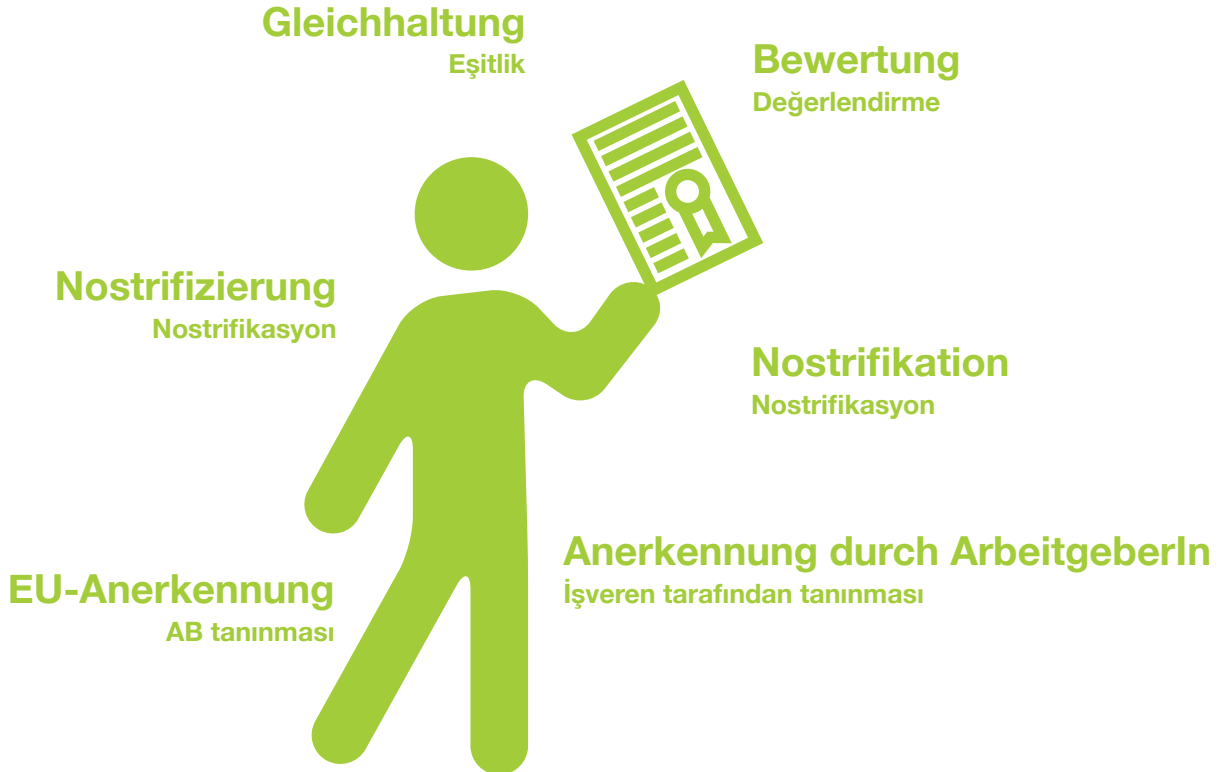 Gleichhaltung
Eşitlik
Bewertung
Değerlendirme
Nostrifizierung
Nostrifikasyon
Nostrifikation
Nostrifikasyon
Anerkennung durch ArbeitgeberIn
İşveren tarafından tanınması
EU-Anerkennung
AB tanınması